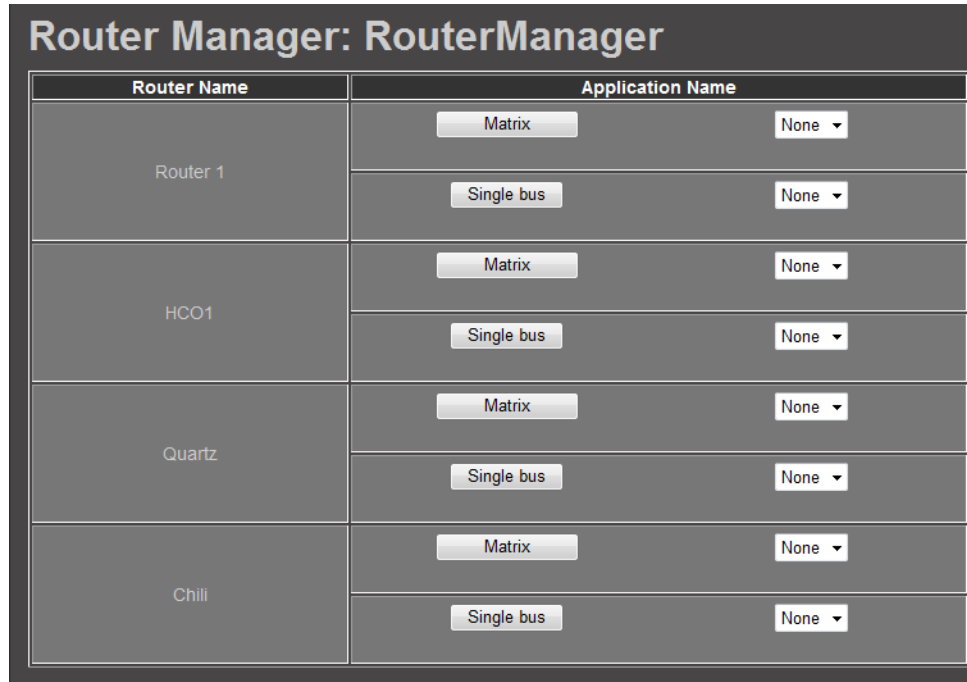 Router Manager: RouterManager
Router Name Application Name
Router 1
Matrix None
Single bus None
HCO1
Matrix None
Single bus None
Quartz
Matrix None
Single bus None
Chili
Matrix None
Single bus None